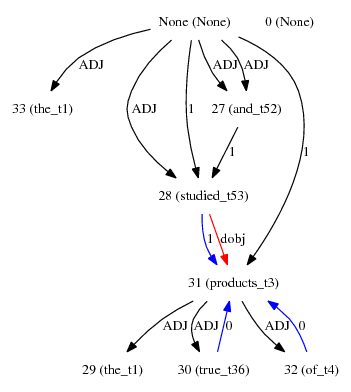 None (None) 0 (None)
ADJ ADJ ADJ
33 (the_t1) ADJ 1 27 (and_t52) 1
1
28 (studied_t53)
1 dobj
31 (products_t3)
ADJ ADJ 0 ADJ 0
29 (the_t1) 30 (true_t36) 32 (of_t4)